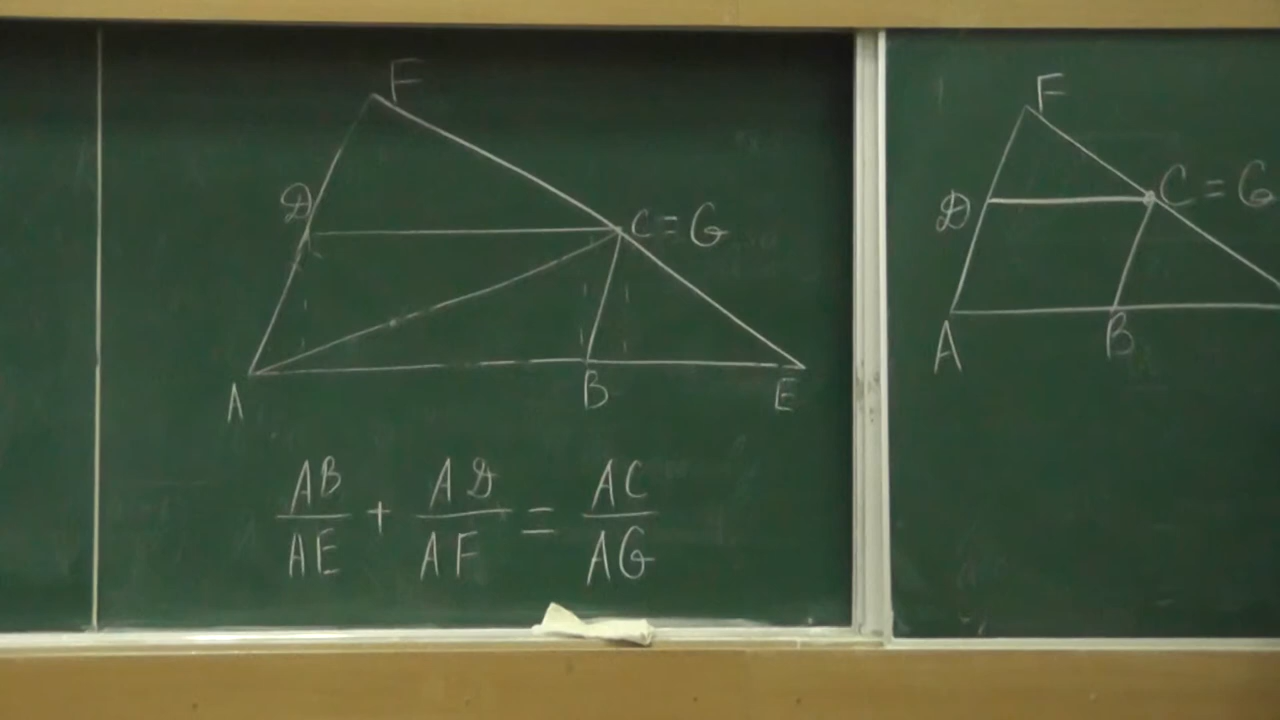 F
D
C = G
A
B
E
AB/AE + AD/AF = AC/AG
F
D
C = G
A
B